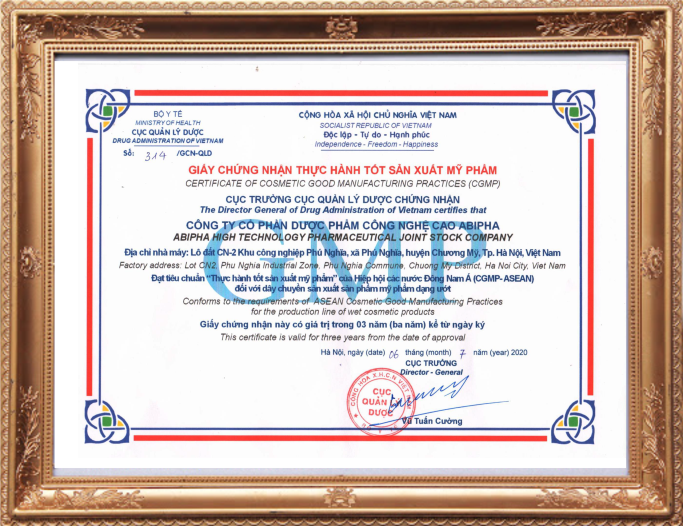 BỘ Y TẾ
MINISTRY OF HEALTH
CỤC QUẢN LÝ DƯỢC
DRUG ADMINISTRATION OF VIETNAM
Số: 314 /GCN-QLD
CỘNG HÒA XÃ HỘI CHỦ NGHĨA VIỆT NAM
SOCIALIST REPUBLIC OF VIETNAM
Độc lập - Tự do - Hạnh phúc
Independence - Freedom - Happiness
GIẤY CHỨNG NHẬN THỰC HÀNH TỐT SẢN XUẤT MỸ PHẨM
CERTIFICATE OF COSMETIC GOOD MANUFACTURING PRACTICES (CGMP)
CỤC TRƯỞNG CỤC QUẢN LÝ DƯỢC CHỨNG NHẬN
The Director General of Drug Administration of Vietnam certifies that
GMP
CÔNG TY CỔ PHẦN DƯỢC PHẨM CÔNG NGHỆ CAO ABIPHA
ABIPHA HIGH TECHNOLOGY PHARMACEUTICAL JOINT STOCK COMPANY
Địa chỉ nhà máy: Lô đất CN-2 Khu công nghiệp Phú Nghĩa, xã Phú Nghĩa, huyện Chương Mỹ, Tp. Hà Nội, Việt Nam
Factory address: Lot CN2, Phu Nghia Industrial Zone, Phu Nghia Commune, Chuong My District, Ha Noi City, Viet Nam
Đạt tiêu chuẩn "Thực hành tốt sản xuất mỹ phẩm" của Hiệp hội các nước Đông Nam Á (CGMP- ASEAN)
đối với dây chuyền sản xuất sản phẩm mỹ phẩm dạng ướt
Conforms to the requirements of ASEAN Cosmetic Good Manufacturing Practices
for the production line of wet cosmetic products
Giấy chứng nhận này có giá trị trong 03 năm (ba năm) kể từ ngày ký
This certificate is valid for three years from the date of approval
Hà Nội, ngày (date) 06 tháng (month) 7 năm (year) 2020
CỤC TRƯỞNG
Director - General
CỤC
QUẢN LÝ
DƯỢC
Vũ Tuấn Cường